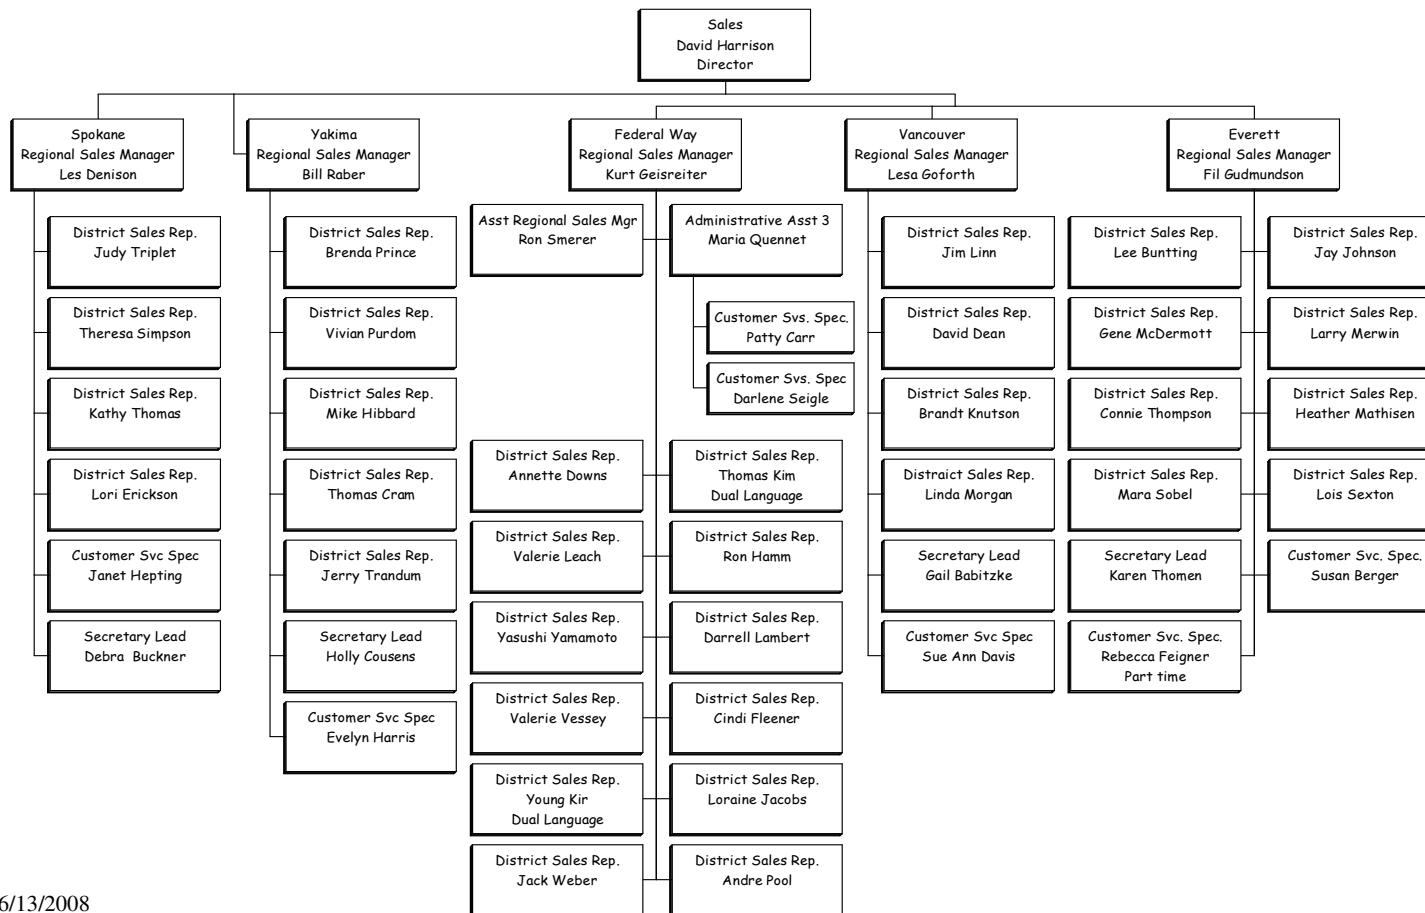 Sales
David Harrison
Director
Spokane
Regional Sales Manager
Les Denison
Yakima
Regional Sales Manager
Bill Raber
Federal Way
Regional Sales Manager
Kurt Geisreiter
Vancouver
Regional Sales Manager
Lesa Goforth
Everett
Regional Sales Manager
Fil Gudmundson
District Sales Rep.
Judy Triplet
District Sales Rep.
Theresa Simpson
District Sales Rep.
Kathy Thomas
District Sales Rep.
Lori Erickson
Customer Svc Spec
Janet Hepting
Secretary Lead
Debra Buckner
District Sales Rep.
Brenda Prince
District Sales Rep.
Vivian Purdom
District Sales Rep.
Mike Hibbard
District Sales Rep.
Thomas Cram
District Sales Rep.
Jerry Trandum
Secretary Lead
Holly Cousens
Customer Svc Spec
Evelyn Harris
Asst Regional Sales Mgr
Ron Smerer
Administrative Asst 3
Maria Quennet
Customer Svs. Spec.
Patty Carr
Customer Svs. Spec
Darlene Seigle
District Sales Rep.
Annette Downs
District Sales Rep.
Thomas Kim
Dual Language
District Sales Rep.
Valerie Leach
District Sales Rep.
Ron Hamm
District Sales Rep.
Yasushi Yamamoto
District Sales Rep.
Darrell Lambert
District Sales Rep.
Valerie Vessey
District Sales Rep.
Cindi Fleener
District Sales Rep.
Young Kir
Dual Language
District Sales Rep.
Loraine Jacobs
District Sales Rep.
Jack Weber
District Sales Rep.
Andre Pool
District Sales Rep.
Jim Linn
District Sales Rep.
David Dean
District Sales Rep.
Brandt Knutson
Distraict Sales Rep.
Linda Morgan
Secretary Lead
Gail Babitzke
Customer Svc Spec
Sue Ann Davis
District Sales Rep.
Lee Buntting
District Sales Rep.
Jay Johnson
District Sales Rep.
Gene McDermott
District Sales Rep.
Larry Merwin
District Sales Rep.
Connie Thompson
District Sales Rep.
Heather Mathisen
District Sales Rep.
Mara Sobel
District Sales Rep.
Lois Sexton
Secretary Lead
Karen Thomen
Customer Svc. Spec.
Susan Berger
Customer Svc. Spec.
Rebecca Feigner
Part time
6/13/2008